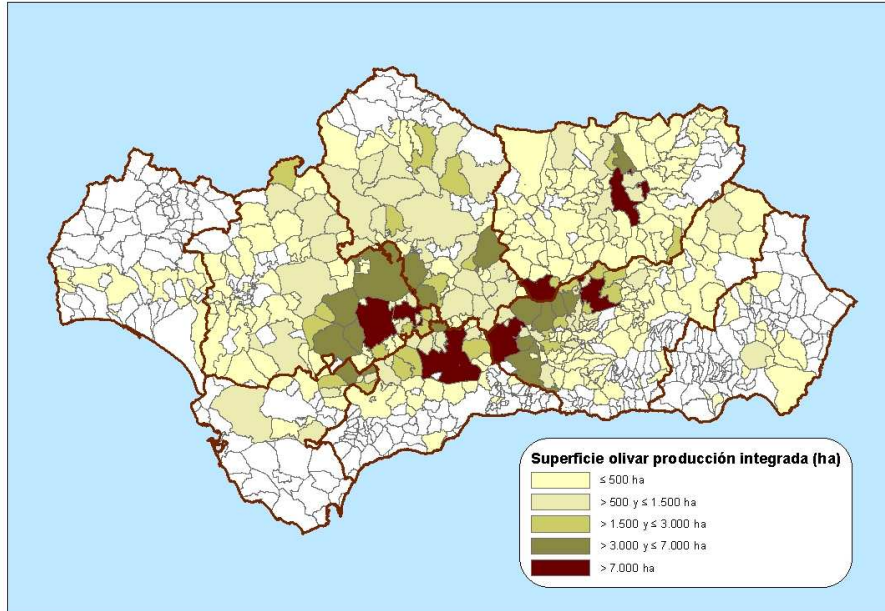 Superficie olivar producción integrada (ha)
≤ 500 ha
> 500 y ≤ 1.500 ha
> 1.500 y ≤ 3.000 ha
> 3.000 y ≤ 7.000 ha
> 7.000 ha